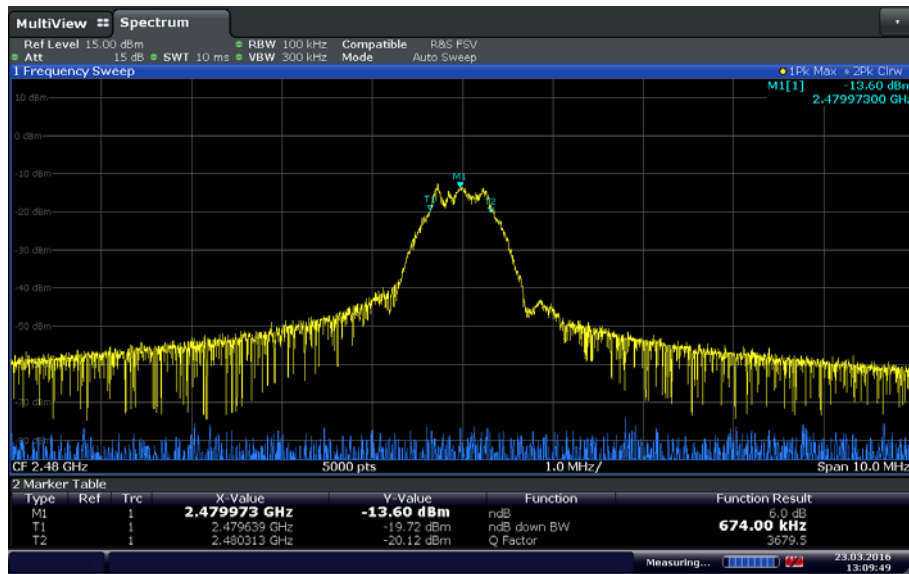 MultiView Spectrum
Ref Level 15.00 dBm RBW 100 kHz Compatible R&S FSV
Att 15 dB SWT 10 ms VBW 300 kHz Mode Auto Sweep
1 Frequency Sweep 1Pk Max 2Pk Clrw
M1[1] -13.60 dBm
2.47997300 GHz
10 dBm
0 dBm
-10 dBm
M1
T1 T2
-20 dBm
-30 dBm
-40 dBm
-50 dBm
-60 dBm
-70 dBm
-80 dBm
CF 2.48 GHz 5000 pts 1.0 MHz/ Span 10.0 MHz
2 Marker Table
Type Ref Trc X-Value Y-Value Function Function Result
M1 1 2.479973 GHz -13.60 dBm ndB 6.0 dB
T1 1 2.479639 GHz -19.72 dBm ndB down BW 674.00 kHz
T2 1 2.480313 GHz -20.12 dBm Q Factor 3679.5
Measuring... 23.03.2016
13:09:49